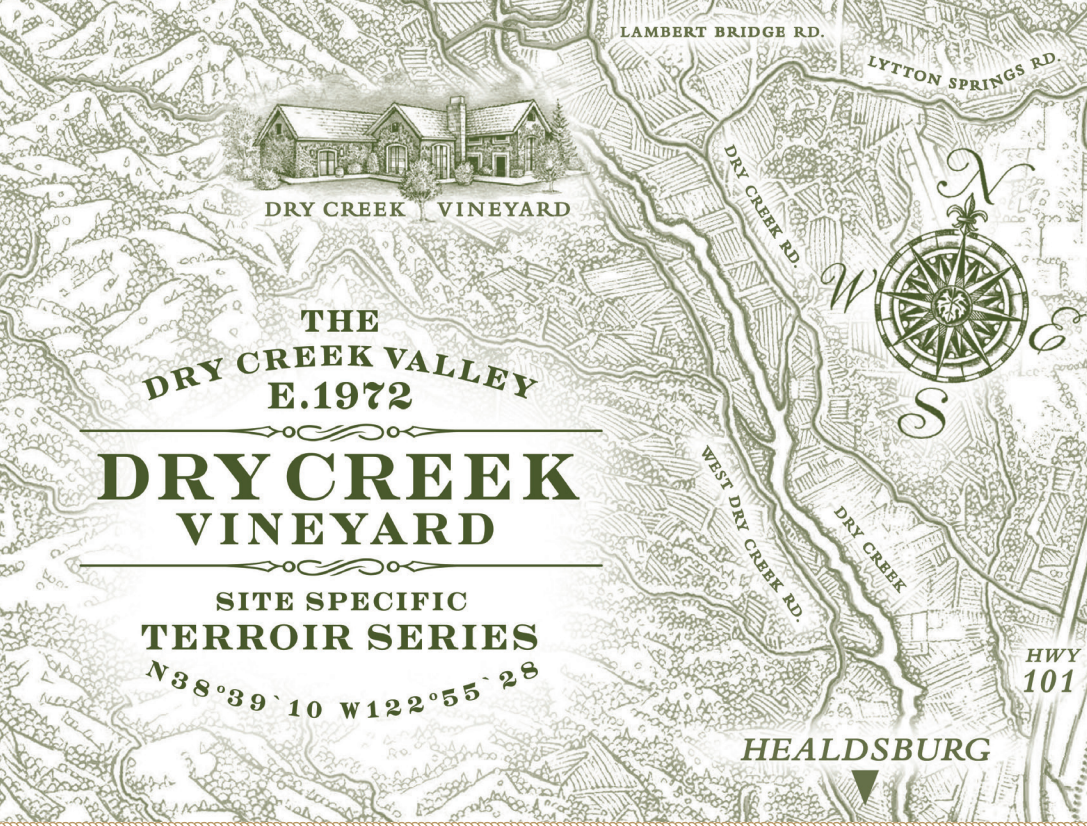 LAMBERT BRIDGE RD.
LYTTON SPRINGS RD.
DRY CREEK RD.
DRY CREEK VINEYARD
N
W
E
S
THE
DRY CREEK VALLEY
E.1972
DRY CREEK
VINEYARD
SITE SPECIFIC
TERROIR SERIES
N38°39`10 W122°55`28
WEST DRY CREEK RD.
DRY CREEK
HWY
101
HEALDSBURG